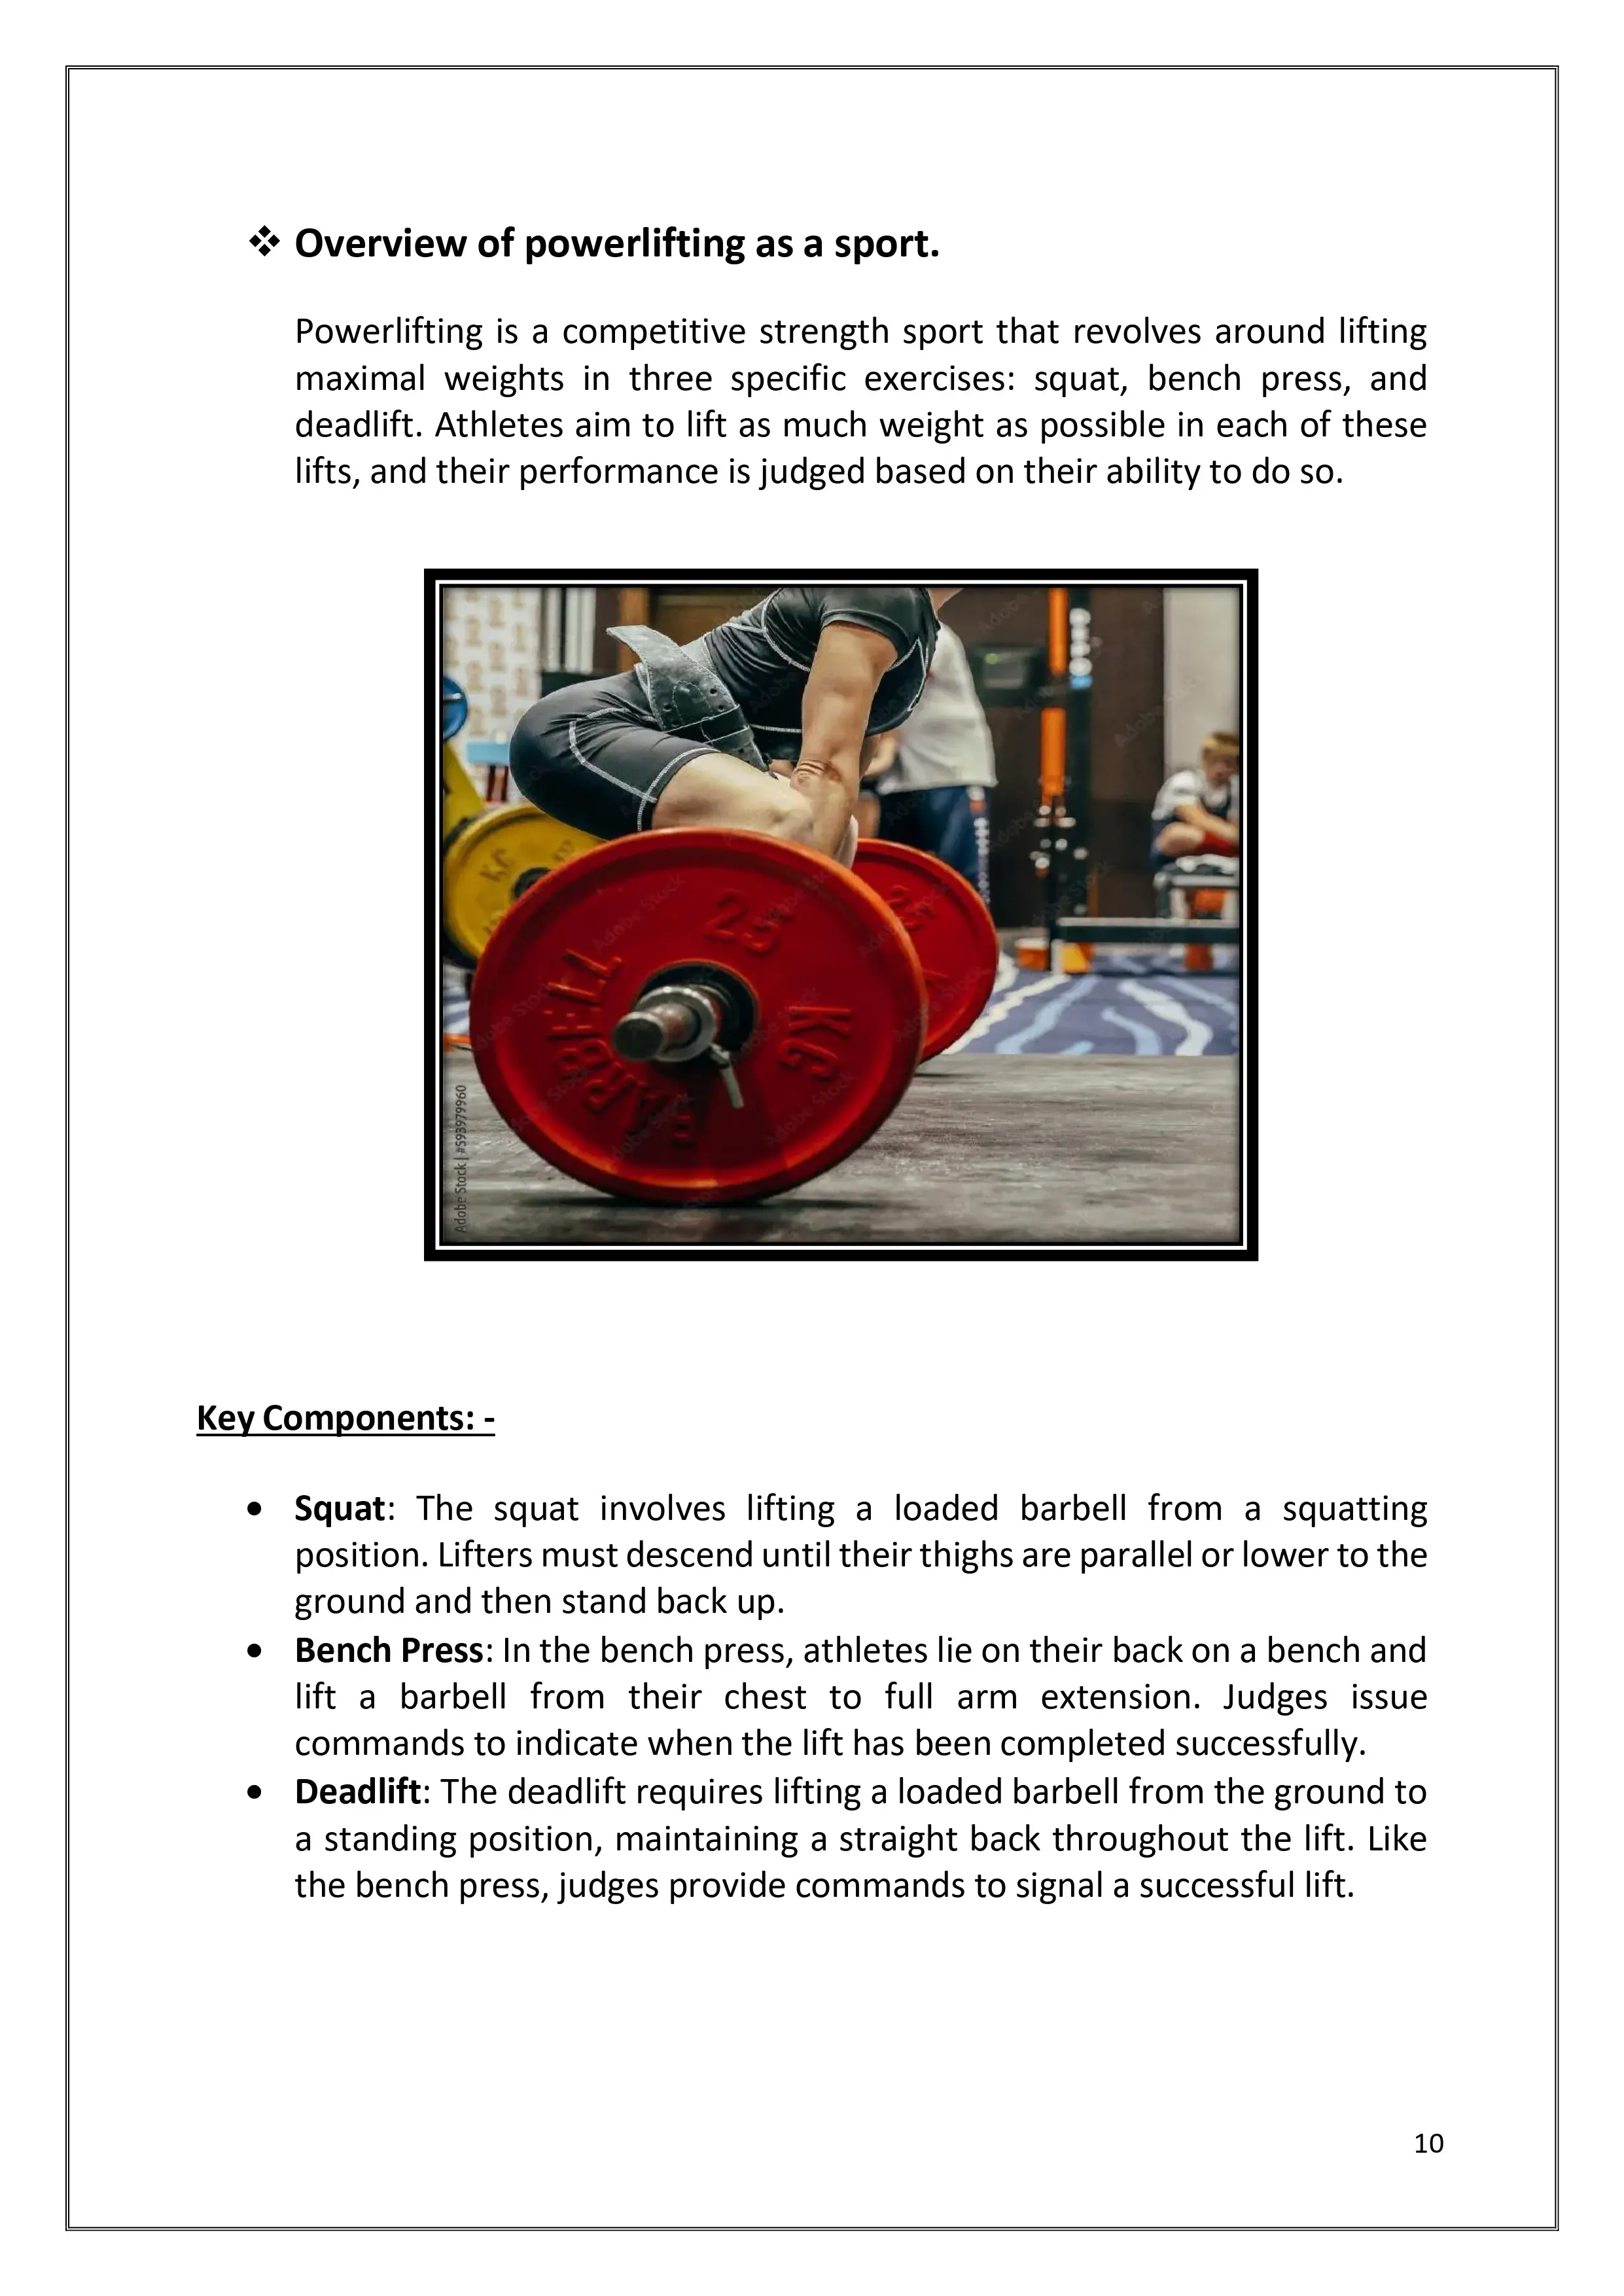 Overview of powerlifting as a sport.
Powerlifting is a competitive strength sport that revolves around lifting
maximal weights in three specific exercises: squat, bench press, and
deadlift. Athletes aim to lift as much weight as possible in each of these
lifts, and their performance is judged based on their ability to do so.
25
KG
BARBELL
KG
Adobe Stock | #593979960
Key Components: -
• Squat: The squat involves lifting a loaded barbell from a squatting
position. Lifters must descend until their thighs are parallel or lower to the
ground and then stand back up.
• Bench Press: In the bench press, athletes lie on their back on a bench and
lift a barbell from their chest to full arm extension. Judges issue
commands to indicate when the lift has been completed successfully.
• Deadlift: The deadlift requires lifting a loaded barbell from the ground to
a standing position, maintaining a straight back throughout the lift. Like
the bench press, judges provide commands to signal a successful lift.
10